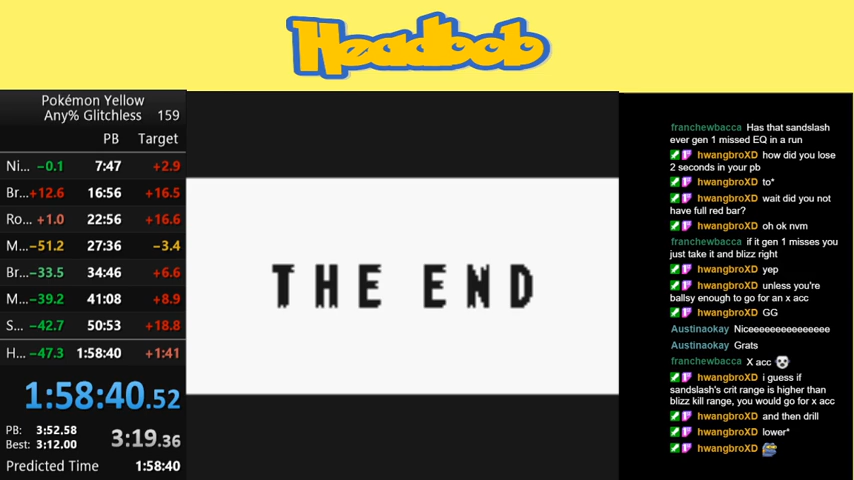 Headbob
Pokémon Yellow
Any% Glitchless 159
PB Target
Ni... −0.1 7:47 +2.9
Br... +12.6 16:56 +16.5
Ro... +1.0 22:56 +16.6
M... −51.2 27:36 −3.4
Br... −33.5 34:46 +6.6
M... −39.2 41:08 +8.9
S... −42.7 50:53 +18.8
H... −47.3 1:58:40 +1:41
1:58:40.52
PB: 3:52.58
Best: 3:12.00
3:19.36
Predicted Time 1:58:40
THE END
franchewbacca Has that sandslash
ever gen 1 missed EQ in a run
hwangbroXD how did you lose
2 seconds in your pb
hwangbroXD to*
hwangbroXD wait did you not
have full red bar?
hwangbroXD oh ok nvm
franchewbacca if it gen 1 misses you
just take it and blizz right
hwangbroXD yep
hwangbroXD unless you're
ballsy enough to go for an x acc
hwangbroXD GG
Austinaokay Niceeeeeeeeeeeeeee
Austinaokay Grats
franchewbacca X acc
hwangbroXD i guess if
sandslash's crit range is higher than
blizz kill range, you would go for x acc
hwangbroXD and then drill
hwangbroXD lower*
hwangbroXD